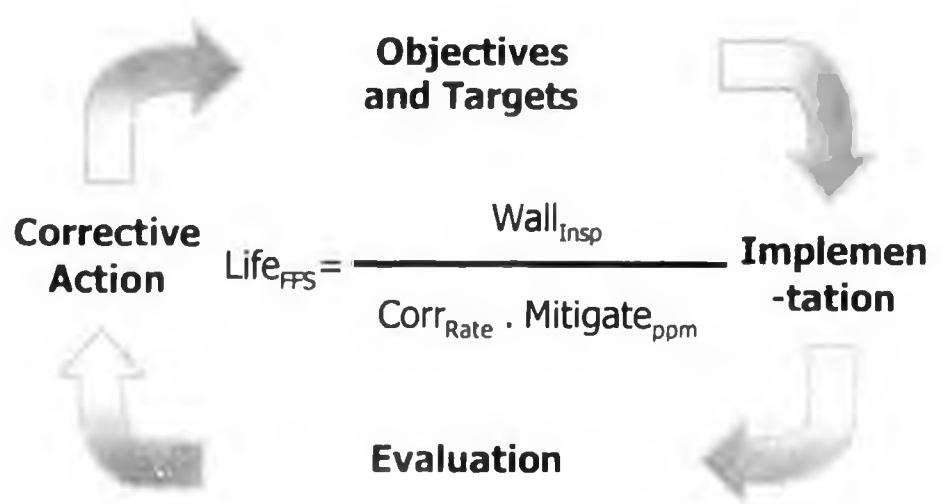 Objectives
and Targets
Corrective
Action
Life_FFS =
Wall_Insp
Corr_Rate . Mitigate_ppm
Implemen
-tation
Evaluation